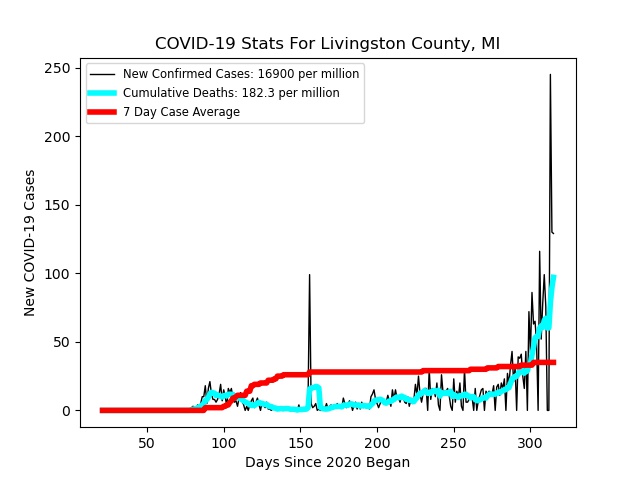 COVID-19 Stats For Livingston County, MI
New Confirmed Cases: 16900 per million
Cumulative Deaths: 182.3 per million
7 Day Case Average
250
200
150
100
50
0
New COVID-19 Cases
50 100 150 200 250 300
Days Since 2020 Began